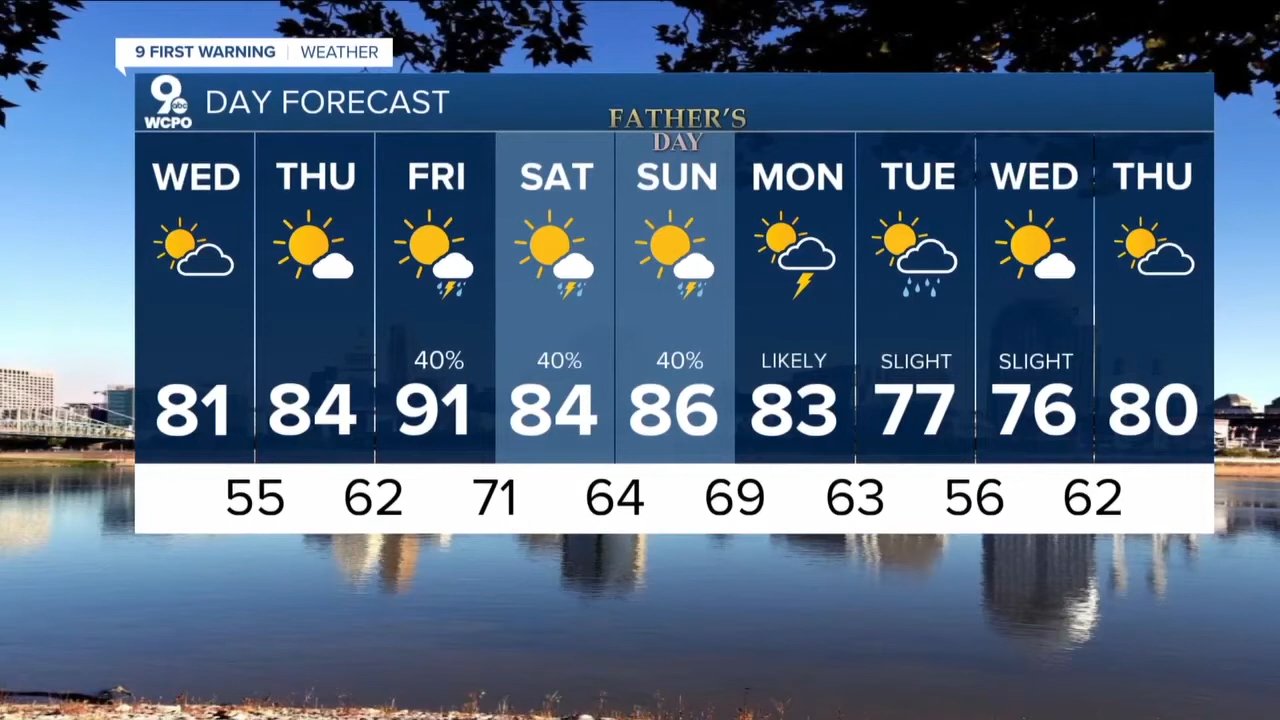 9 FIRST WARNING | WEATHER
9 abc WCPO DAY FORECAST
FATHER'S
DAY
WED THU FRI SAT SUN MON TUE WED THU
40% 40% 40% LIKELY SLIGHT SLIGHT
81 84 91 84 86 83 77 76 80
55 62 71 64 69 63 56 62